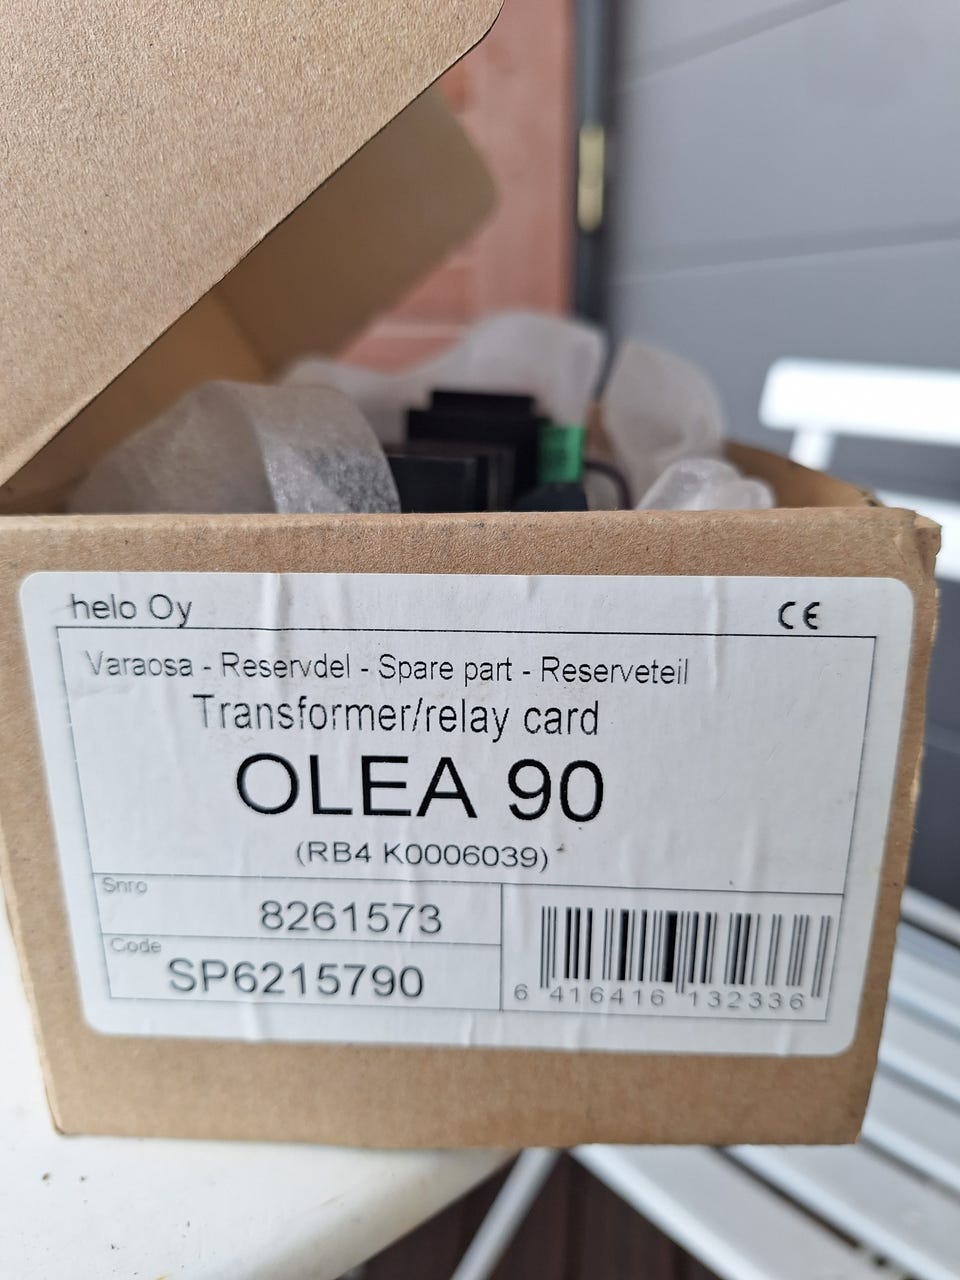 helo Oy
CE
Varaosa - Reservdel - Spare part - Reserveteil
Transformer/relay card
OLEA 90
(RB4 K0006039)
Snro
8261573
Code
SP6215790
6 416416 132336